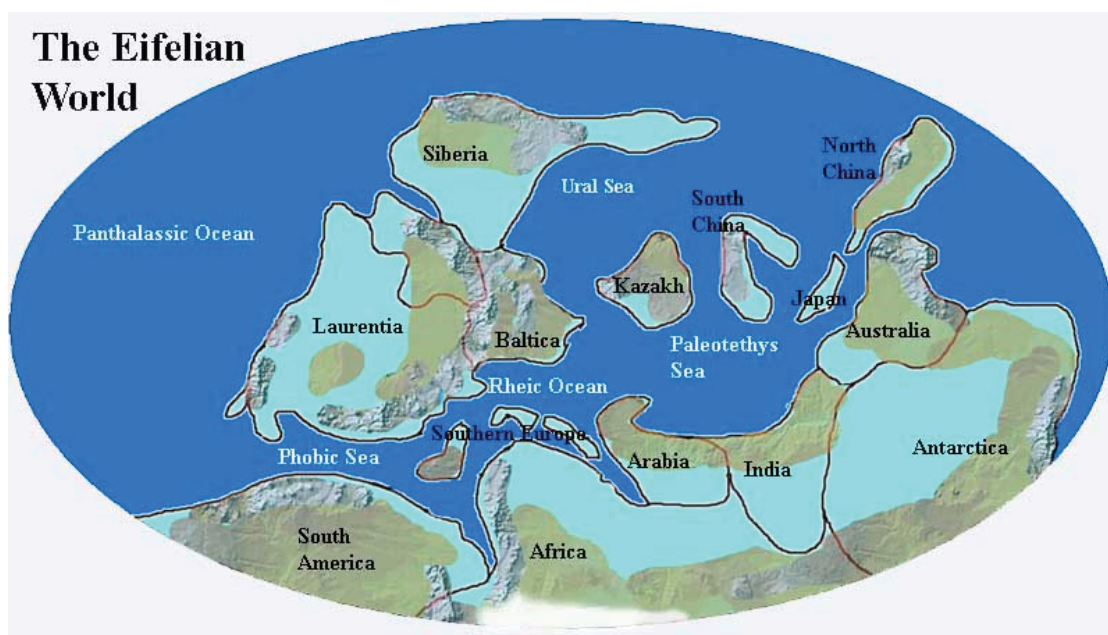 The Eifelian
World
Siberia
North
China
Ural Sea
South
China
Panthalassic Ocean
Kazakh
Japan
Laurentia
Baltica
Australia
Paleotethys
Sea
Rheic Ocean
Southern Europe
Phobic Sea
Arabia
India
Antarctica
South
America
Africa